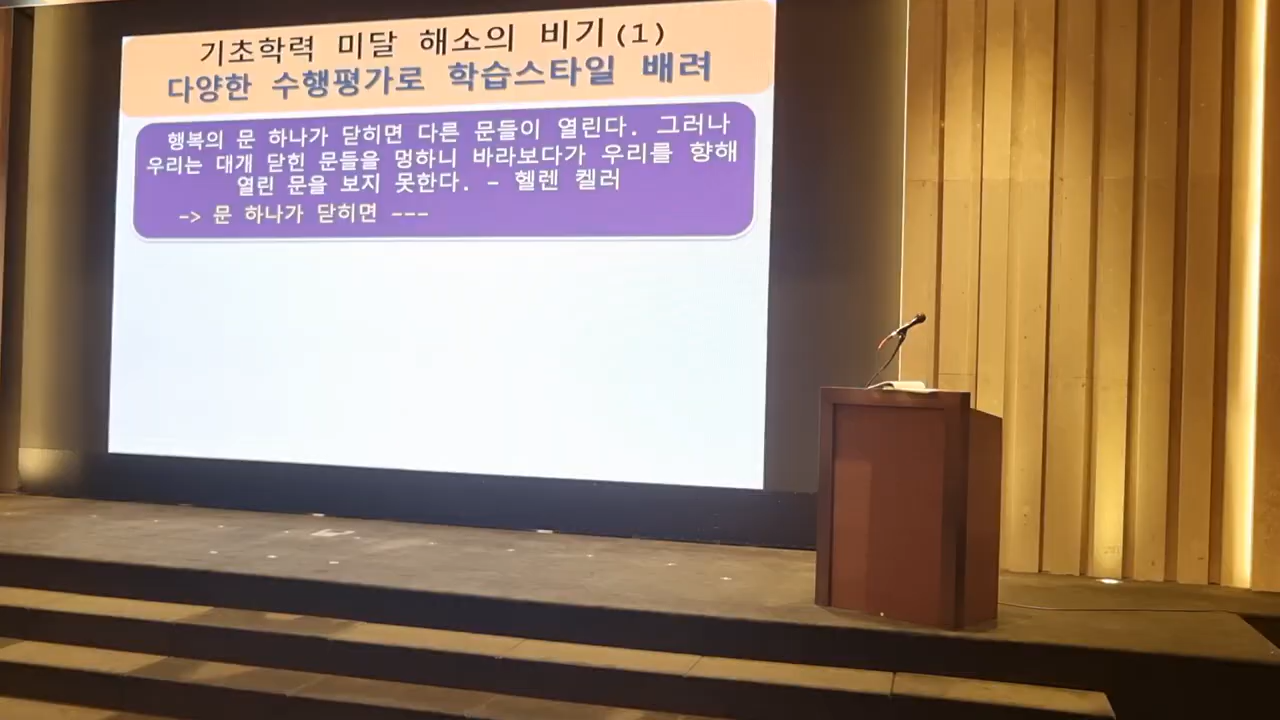 기초학력 미달 해소의 비기(1)
다양한 수행평가로 학습스타일 배려
행복의 문 하나가 닫히면 다른 문들이 열린다. 그러나
우리는 대개 닫힌 문들을 멍하니 바라보다가 우리를 향해
열린 문을 보지 못한다. – 헬렌 켈러
-> 문 하나가 닫히면 ---